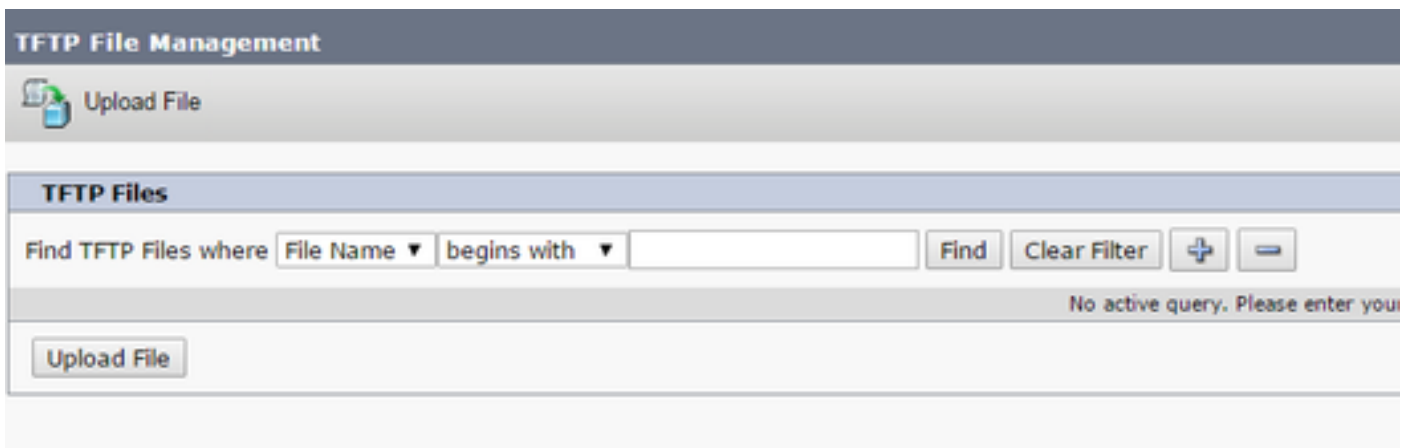 TFTP File Management
Upload File
TFTP Files
Find TFTP Files where File Name begins with Find Clear Filter
No active query. Please enter your
Upload File